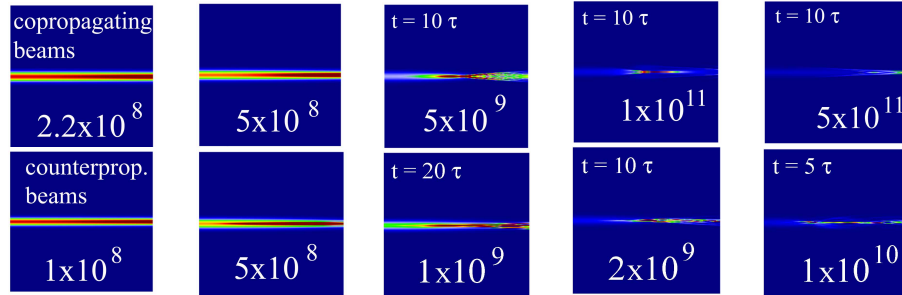 copropagating
beams
2.2x10^8
5x10^8
t = 10 τ
5x10^9
t = 10 τ
1x10^11
t = 10 τ
5x10^11
counterprop.
beams
1x10^8
5x10^8
t = 20 τ
1x10^9
t = 10 τ
2x10^9
t = 5 τ
1x10^10